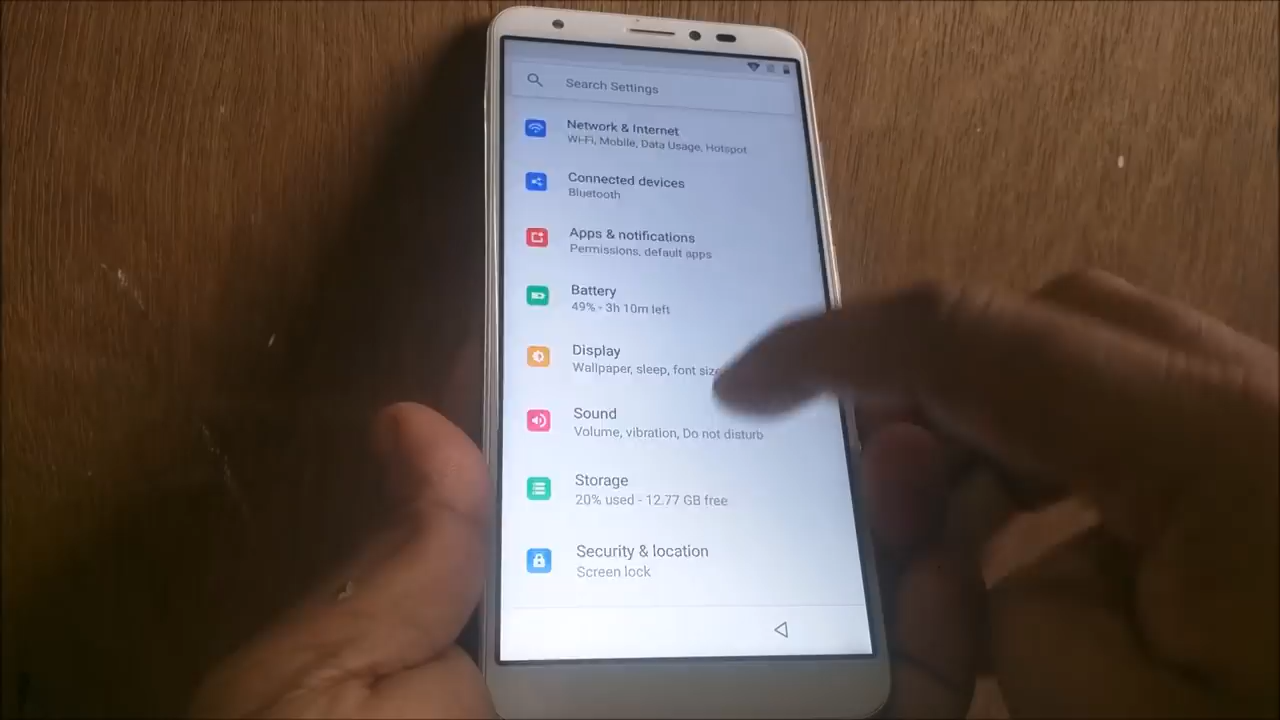 Search Settings
Network & Internet
Wi-Fi, Mobile, Data Usage, Hotspot
Connected devices
Bluetooth
Apps & notifications
Permissions, default apps
Battery
49% - 3h 10m left
Display
Wallpaper, sleep, font size
Sound
Volume, vibration, Do not disturb
Storage
20% used - 12.77 GB free
Security & location
Screen lock